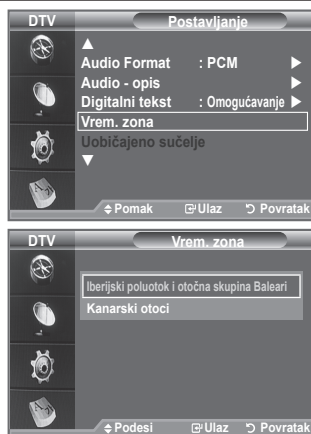 DTV Postavljanje
▲
Audio Format : PCM ▶
Audio - opis ▶
Digitalni tekst : Omogućavanje ▶
Vrem. zona
Uobičajeno sučelje
▼
Pomak Ulaz Povratak
DTV Vrem. zona
Iberijski poluotok i otočna skupina Baleari
Kanarski otoci
Podesi Ulaz Povratak